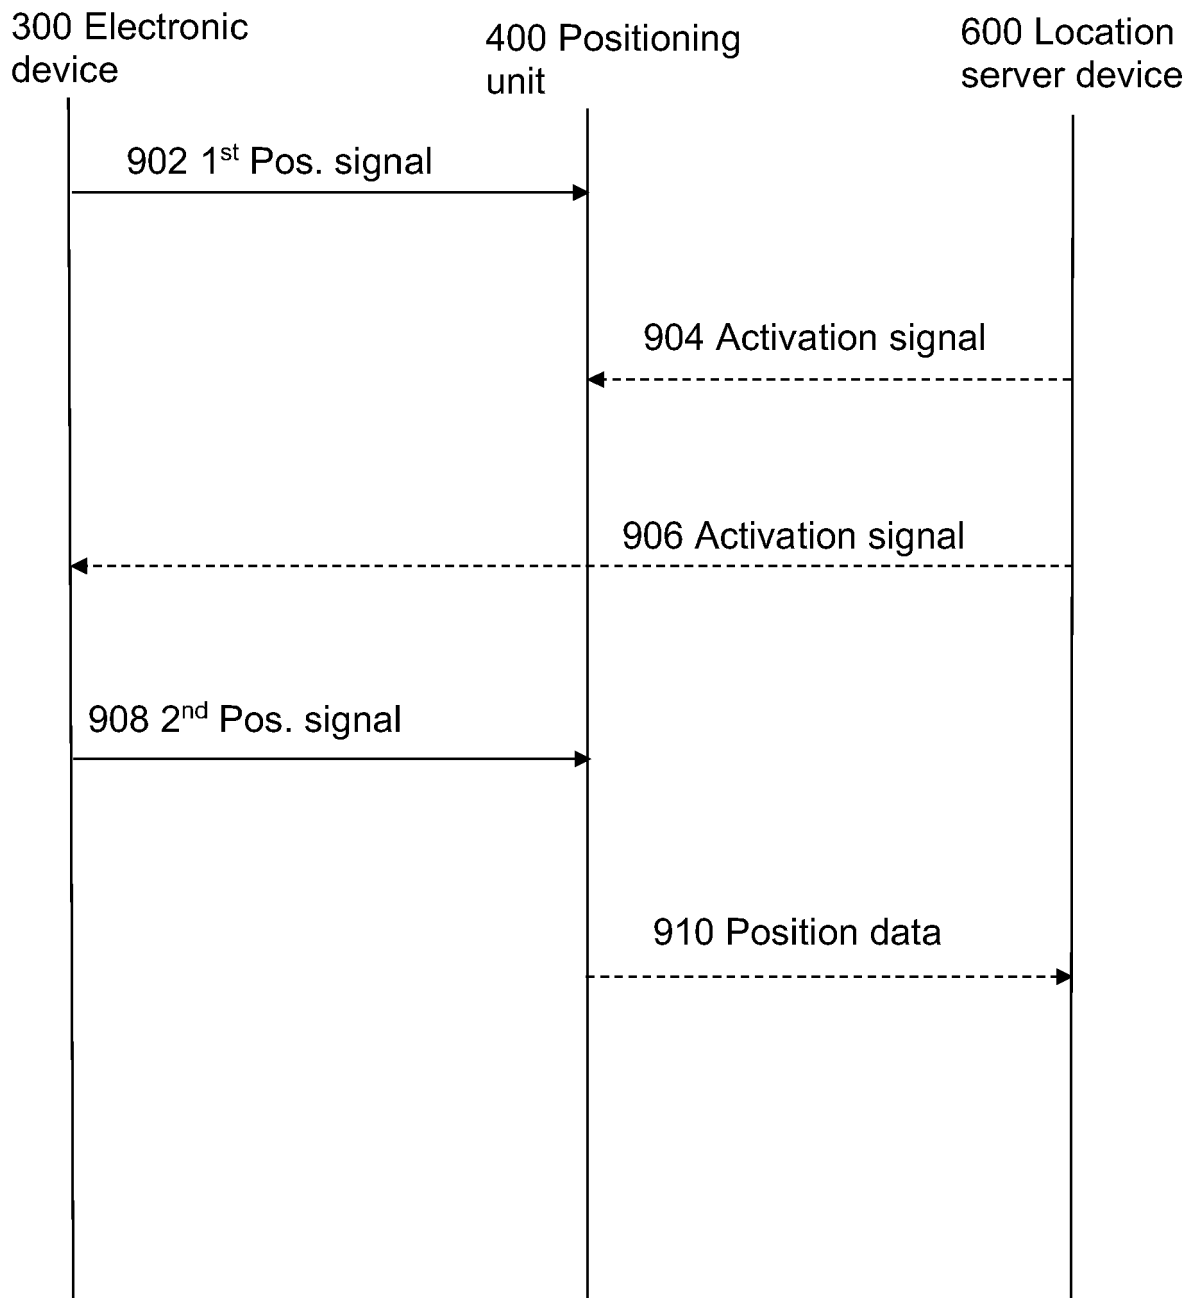 300 Electronic
device
400 Positioning
unit
600 Location
server device
902 1st Pos. signal
904 Activation signal
906 Activation signal
908 2nd Pos. signal
910 Position data